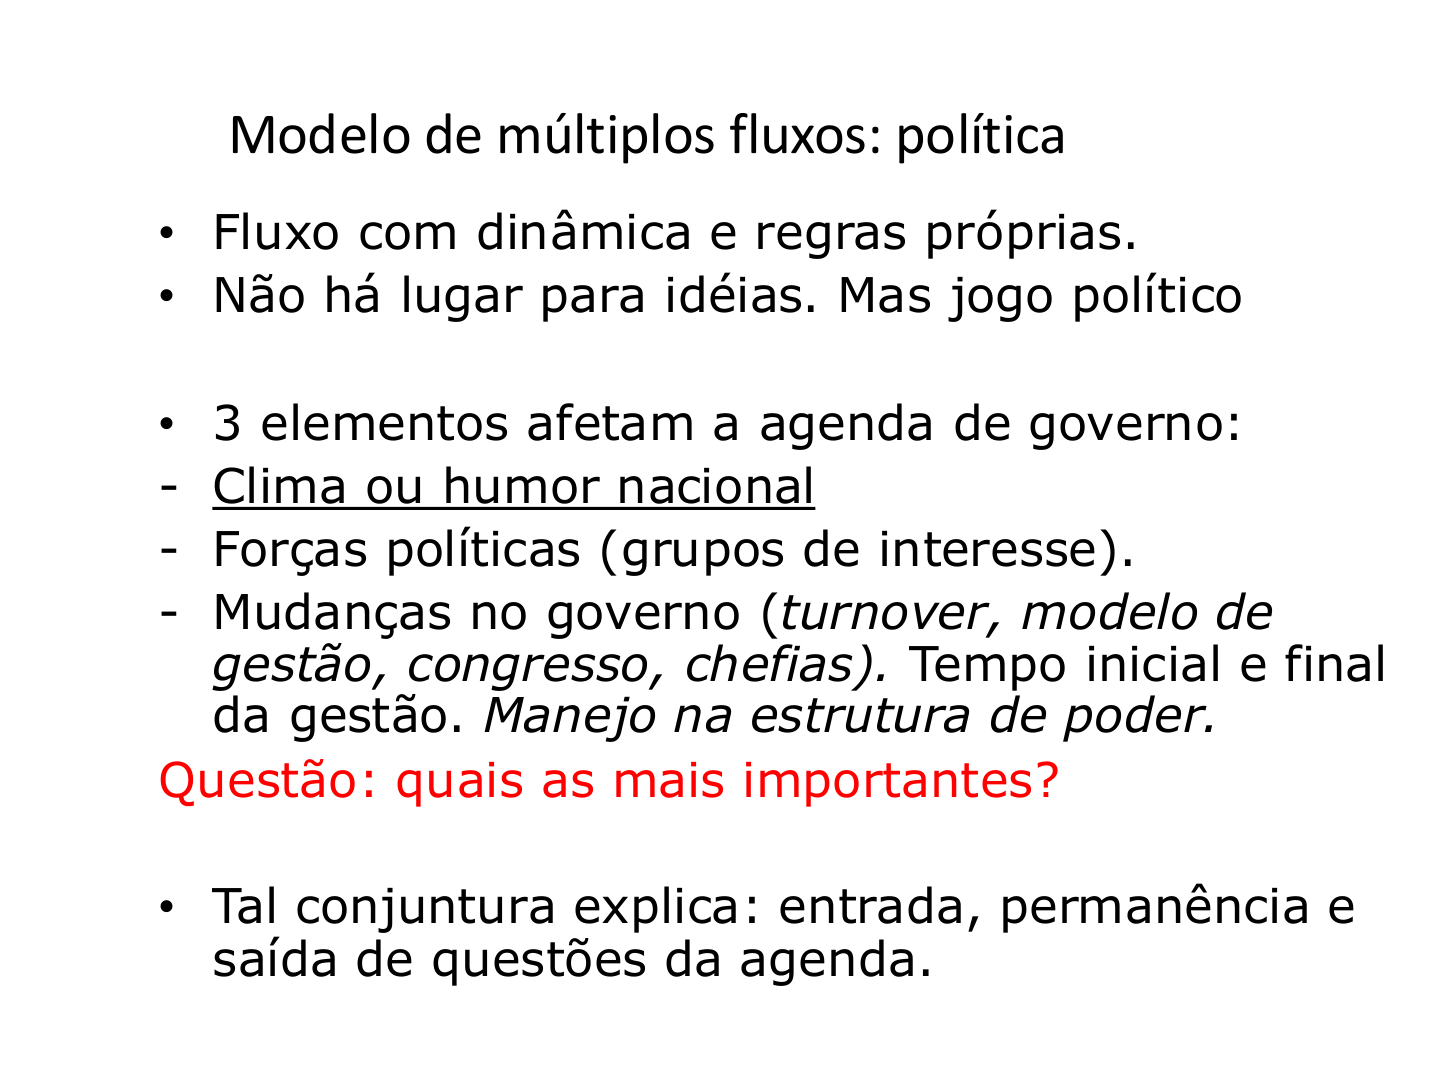 Modelo de múltiplos fluxos: política
• Fluxo com dinâmica e regras próprias.
• Não há lugar para idéias. Mas jogo político
• 3 elementos afetam a agenda de governo:
- Clima ou humor nacional
- Forças políticas (grupos de interesse).
- Mudanças no governo (turnover, modelo de
gestão, congresso, chefias). Tempo inicial e final
da gestão. Manejo na estrutura de poder.
Questão: quais as mais importantes?
• Tal conjuntura explica: entrada, permanência e
saída de questões da agenda.